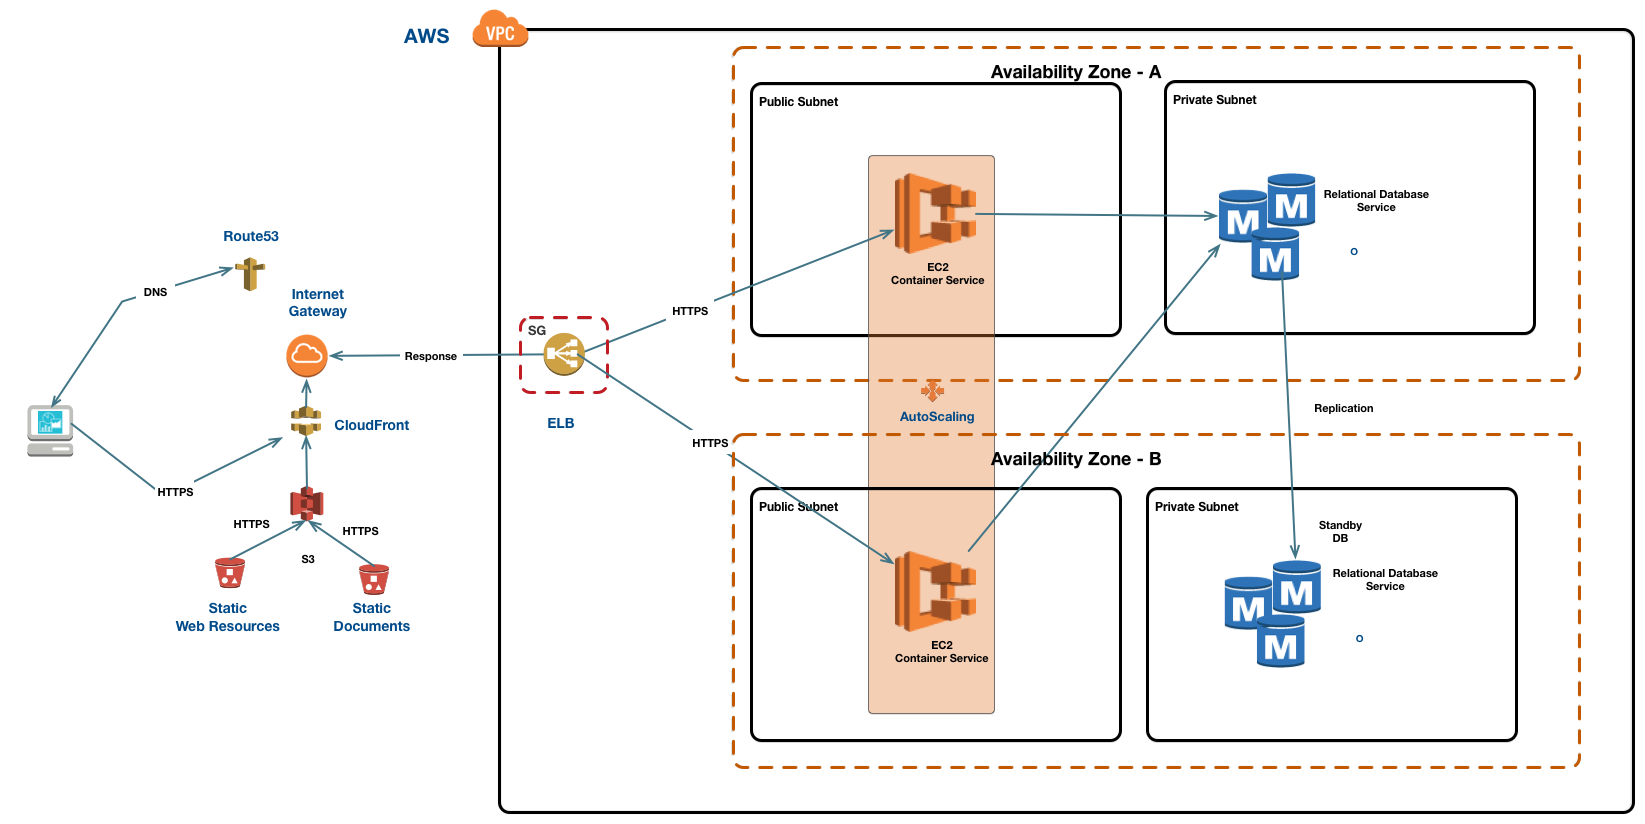 AWS
VPC
Availability Zone - A
Public Subnet
Private Subnet
Relational Database
Service
O
EC2
Container Service
Route53
DNS
Internet
Gateway
HTTPS
SG
Response
ELB
AutoScaling
Replication
CloudFront
HTTPS
Availability Zone - B
Public Subnet
Private Subnet
Standby
DB
Relational Database
Service
O
EC2
Container Service
HTTPS
HTTPS
HTTPS
S3
Static
Web Resources
Static
Documents
M
M
M
M
M
M